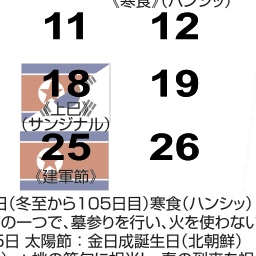 《寒食》(ハンシッ)
11 12
18 19
《上巳》
(サンジナル)
25 26
《建軍節》
日(冬至から105日目)寒食(ハンシッ)
の一つで、墓参りを行い、火を使わない
5日 太陽節:金日成誕生日(北朝鮮)